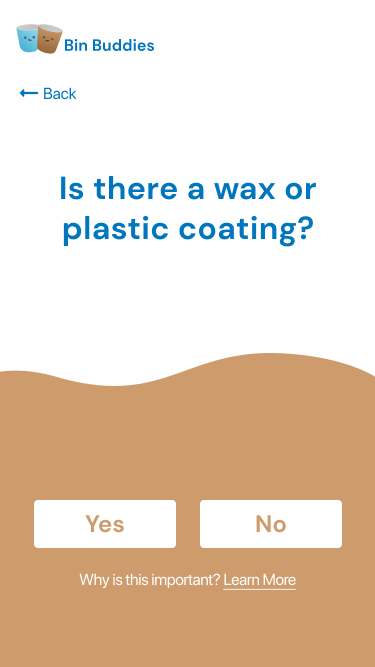 Bin Buddies
Back
Is there a wax or
plastic coating?
Yes No
Why is this important? Learn More